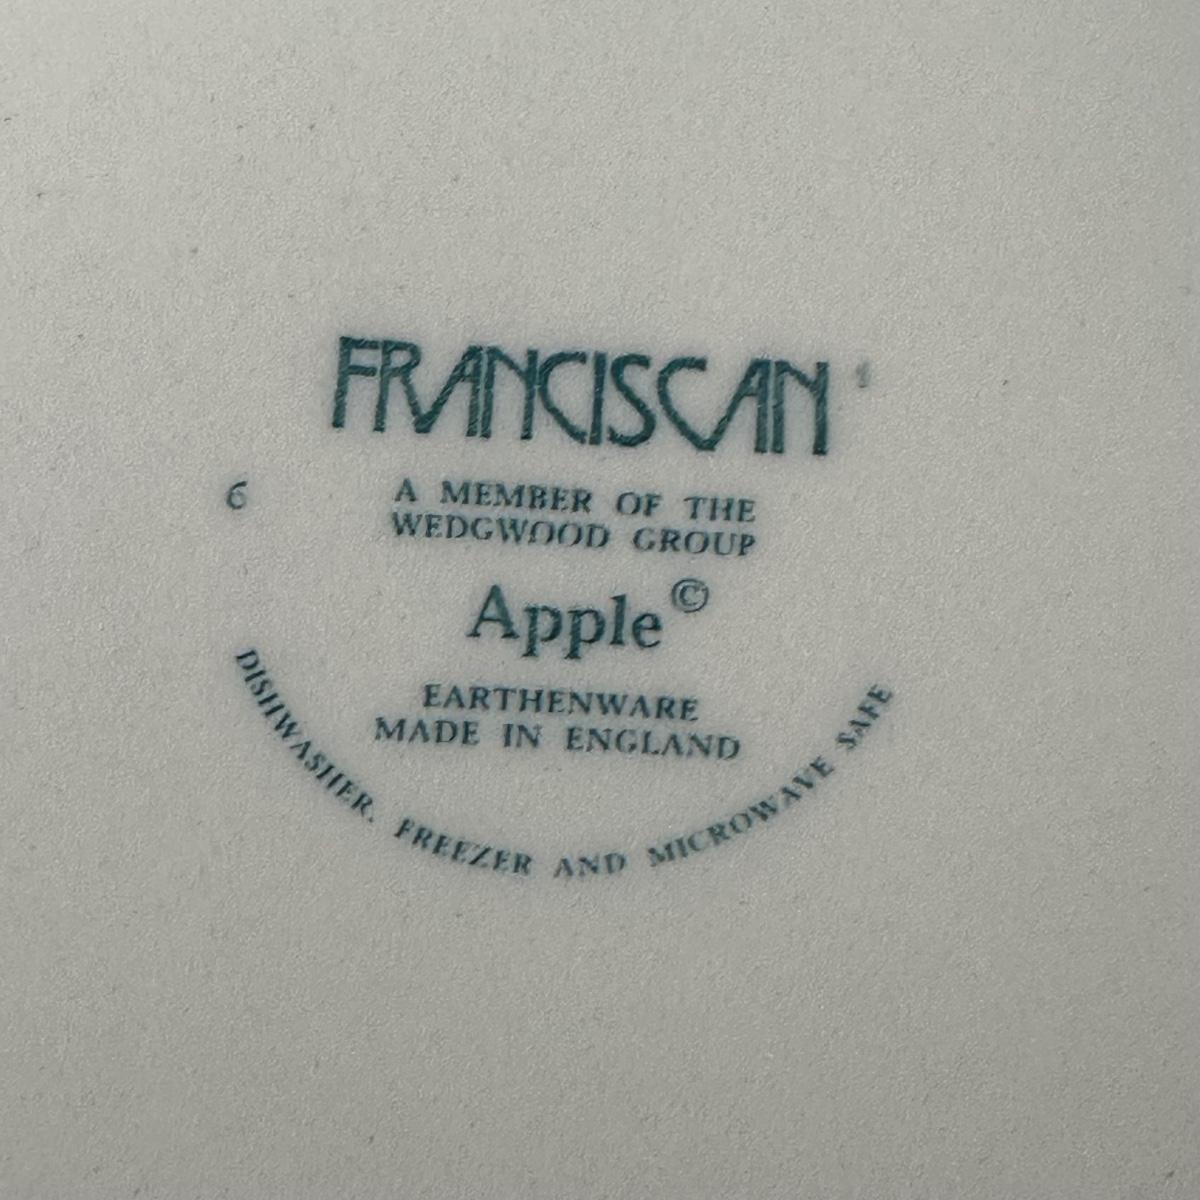 FRANCISCAN
6
A MEMBER OF THE
WEDGWOOD GROUP
Apple©
EARTHENWARE
MADE IN ENGLAND
DISHWASHER, FREEZER AND MICROWAVE SAFE